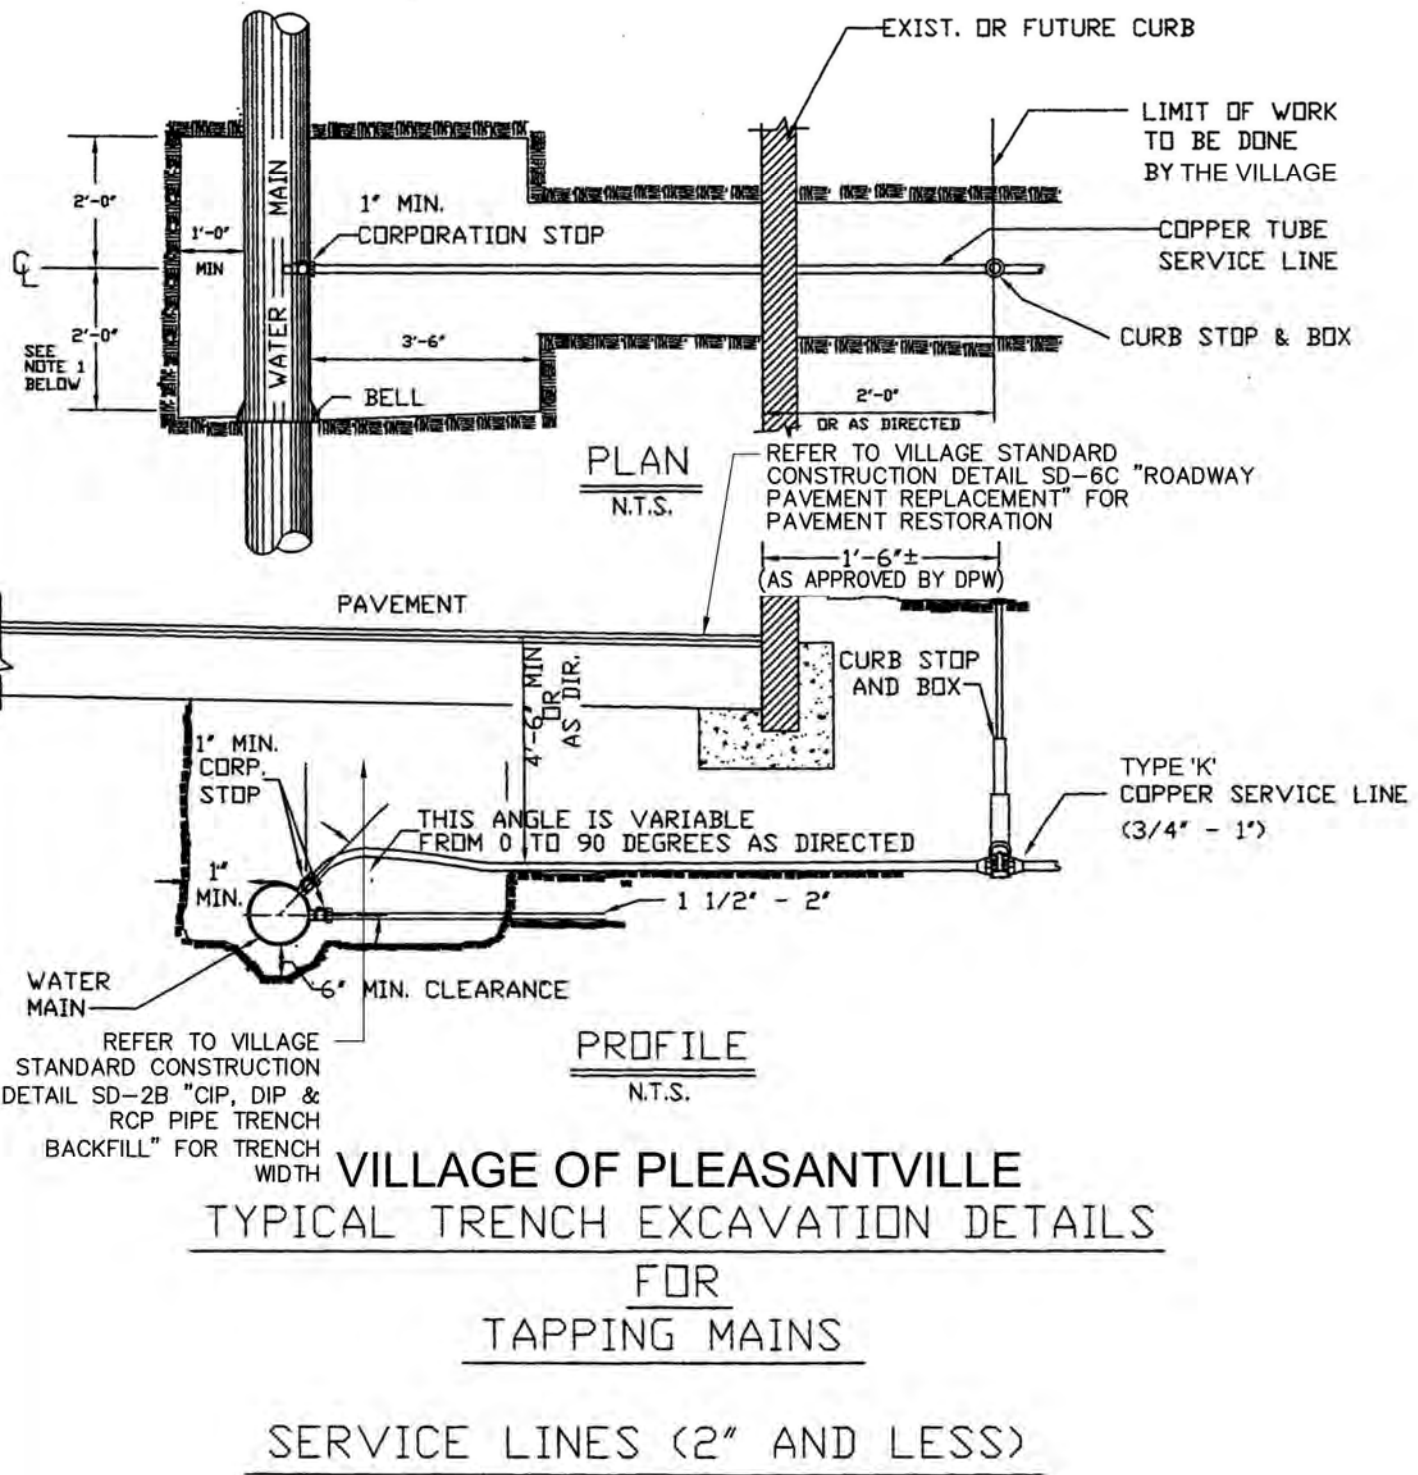 EXIST. OR FUTURE CURB
LIMIT OF WORK
TO BE DONE
BY THE VILLAGE
2'-0"
1'-0"
MIN
1" MIN.
CORPORATION STOP
WATER MAIN
COPPER TUBE
SERVICE LINE
CL
2'-0"
SEE
NOTE 1
BELOW
3'-6"
BELL
CURB STOP & BOX
2'-0"
OR AS DIRECTED
PLAN
N.T.S.
REFER TO VILLAGE STANDARD
CONSTRUCTION DETAIL SD-6C "ROADWAY
PAVEMENT REPLACEMENT" FOR
PAVEMENT RESTORATION
1'-6"±
(AS APPROVED BY DPW)
PAVEMENT
4'-6" MIN
OR
AS DIR.
CURB STOP
AND BOX
1" MIN.
CORP.
STOP
THIS ANGLE IS VARIABLE
FROM 0 TO 90 DEGREES AS DIRECTED
TYPE 'K'
COPPER SERVICE LINE
(3/4" - 1")
1"
MIN.
1 1/2" - 2"
WATER
MAIN
6" MIN. CLEARANCE
REFER TO VILLAGE
STANDARD CONSTRUCTION
DETAIL SD-2B "CIP, DIP &
RCP PIPE TRENCH
BACKFILL" FOR TRENCH
WIDTH
PROFILE
N.T.S.
VILLAGE OF PLEASANTVILLE
TYPICAL TRENCH EXCAVATION DETAILS
FOR
TAPPING MAINS
SERVICE LINES (2" AND LESS)